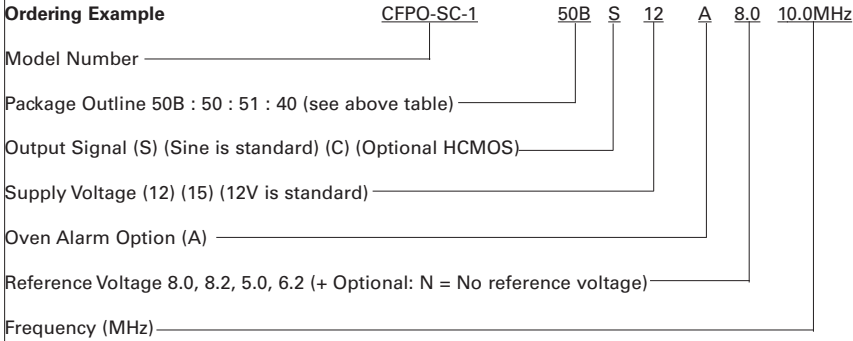 Ordering Example CFPO-SC-1 50B S 12 A 8.0 10.0MHz
Model Number
Package Outline 50B : 50 : 51 : 40 (see above table)
Output Signal (S) (Sine is standard) (C) (Optional HCMOS)
Supply Voltage (12) (15) (12V is standard)
Oven Alarm Option (A)
Reference Voltage 8.0, 8.2, 5.0, 6.2 (+ Optional: N = No reference voltage)
Frequency (MHz)